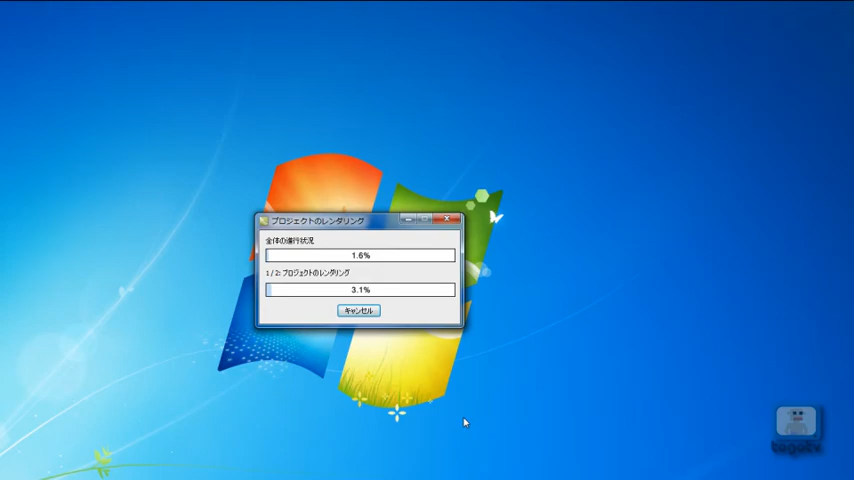 プロジェクトのレンダリング
全体の進行状況
1.6%
1 / 2: プロジェクトのレンダリング
3.1%
キャンセル
togotv